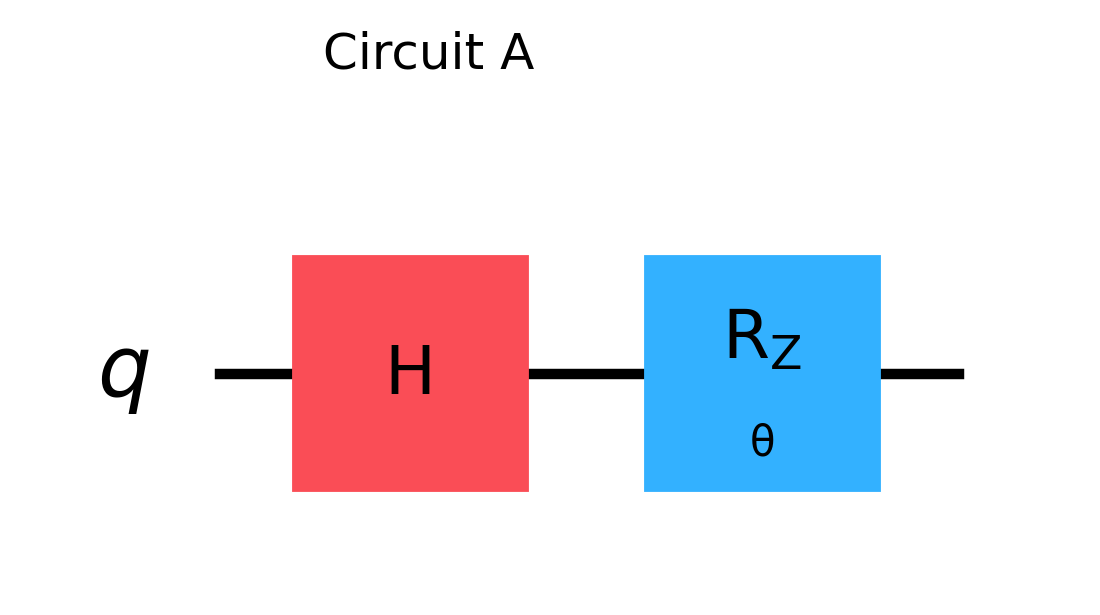 Circuit A
q H R_Z
θ